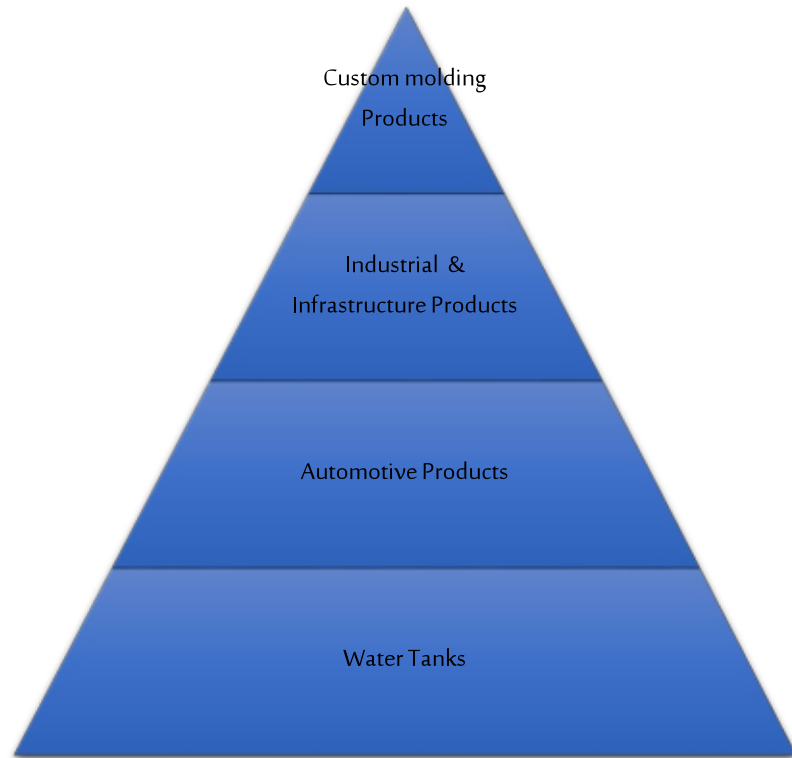 Custom molding
Products
Industrial &
Infrastructure Products
Automotive Products
Water Tanks